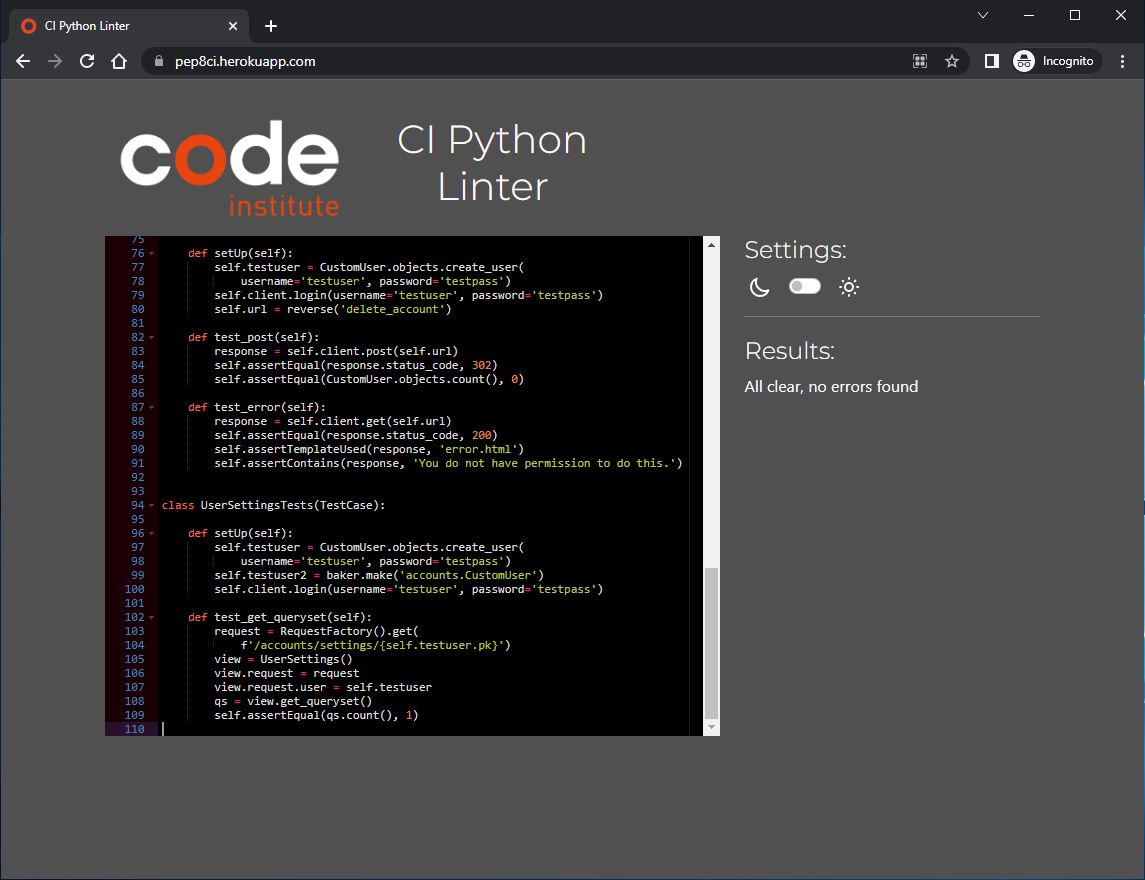 CI Python Linter
pep8ci.herokuapp.com
Incognito
code
institute
CI Python
Linter
75
76     def setUp(self):
77         self.testuser = CustomUser.objects.create_user(
78             username='testuser', password='testpass')
79         self.client.login(username='testuser', password='testpass')
80         self.url = reverse('delete_account')
81
82     def test_post(self):
83         response = self.client.post(self.url)
84         self.assertEqual(response.status_code, 302)
85         self.assertEqual(CustomUser.objects.count(), 0)
86
87     def test_error(self):
88         response = self.client.get(self.url)
89         self.assertEqual(response.status_code, 200)
90         self.assertTemplateUsed(response, 'error.html')
91         self.assertContains(response, 'You do not have permission to do this.')
92
93
94 class UserSettingsTests(TestCase):
95
96     def setUp(self):
97         self.testuser = CustomUser.objects.create_user(
98             username='testuser', password='testpass')
99         self.testuser2 = baker.make('accounts.CustomUser')
100         self.client.login(username='testuser', password='testpass')
101
102     def test_get_queryset(self):
103         request = RequestFactory().get(
104             f'/accounts/settings/{self.testuser.pk}')
105         view = UserSettings()
106         view.request = request
107         view.request.user = self.testuser
108         qs = view.get_queryset()
109         self.assertEqual(qs.count(), 1)
110
Settings:
Results:
All clear, no errors found